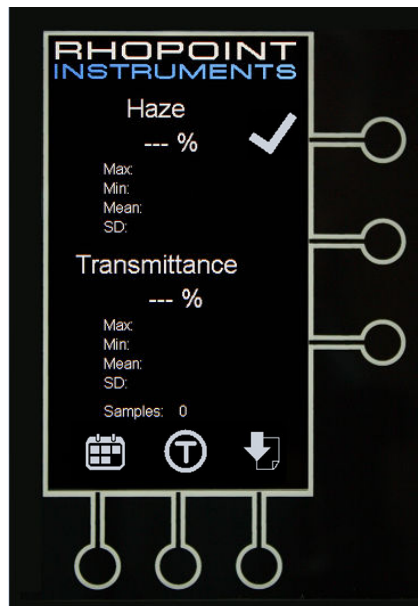 RHOPOINT
INSTRUMENTS
Haze
--- %
Max:
Min:
Mean:
SD:
Transmittance
--- %
Max:
Min:
Mean:
SD:
Samples: 0
T